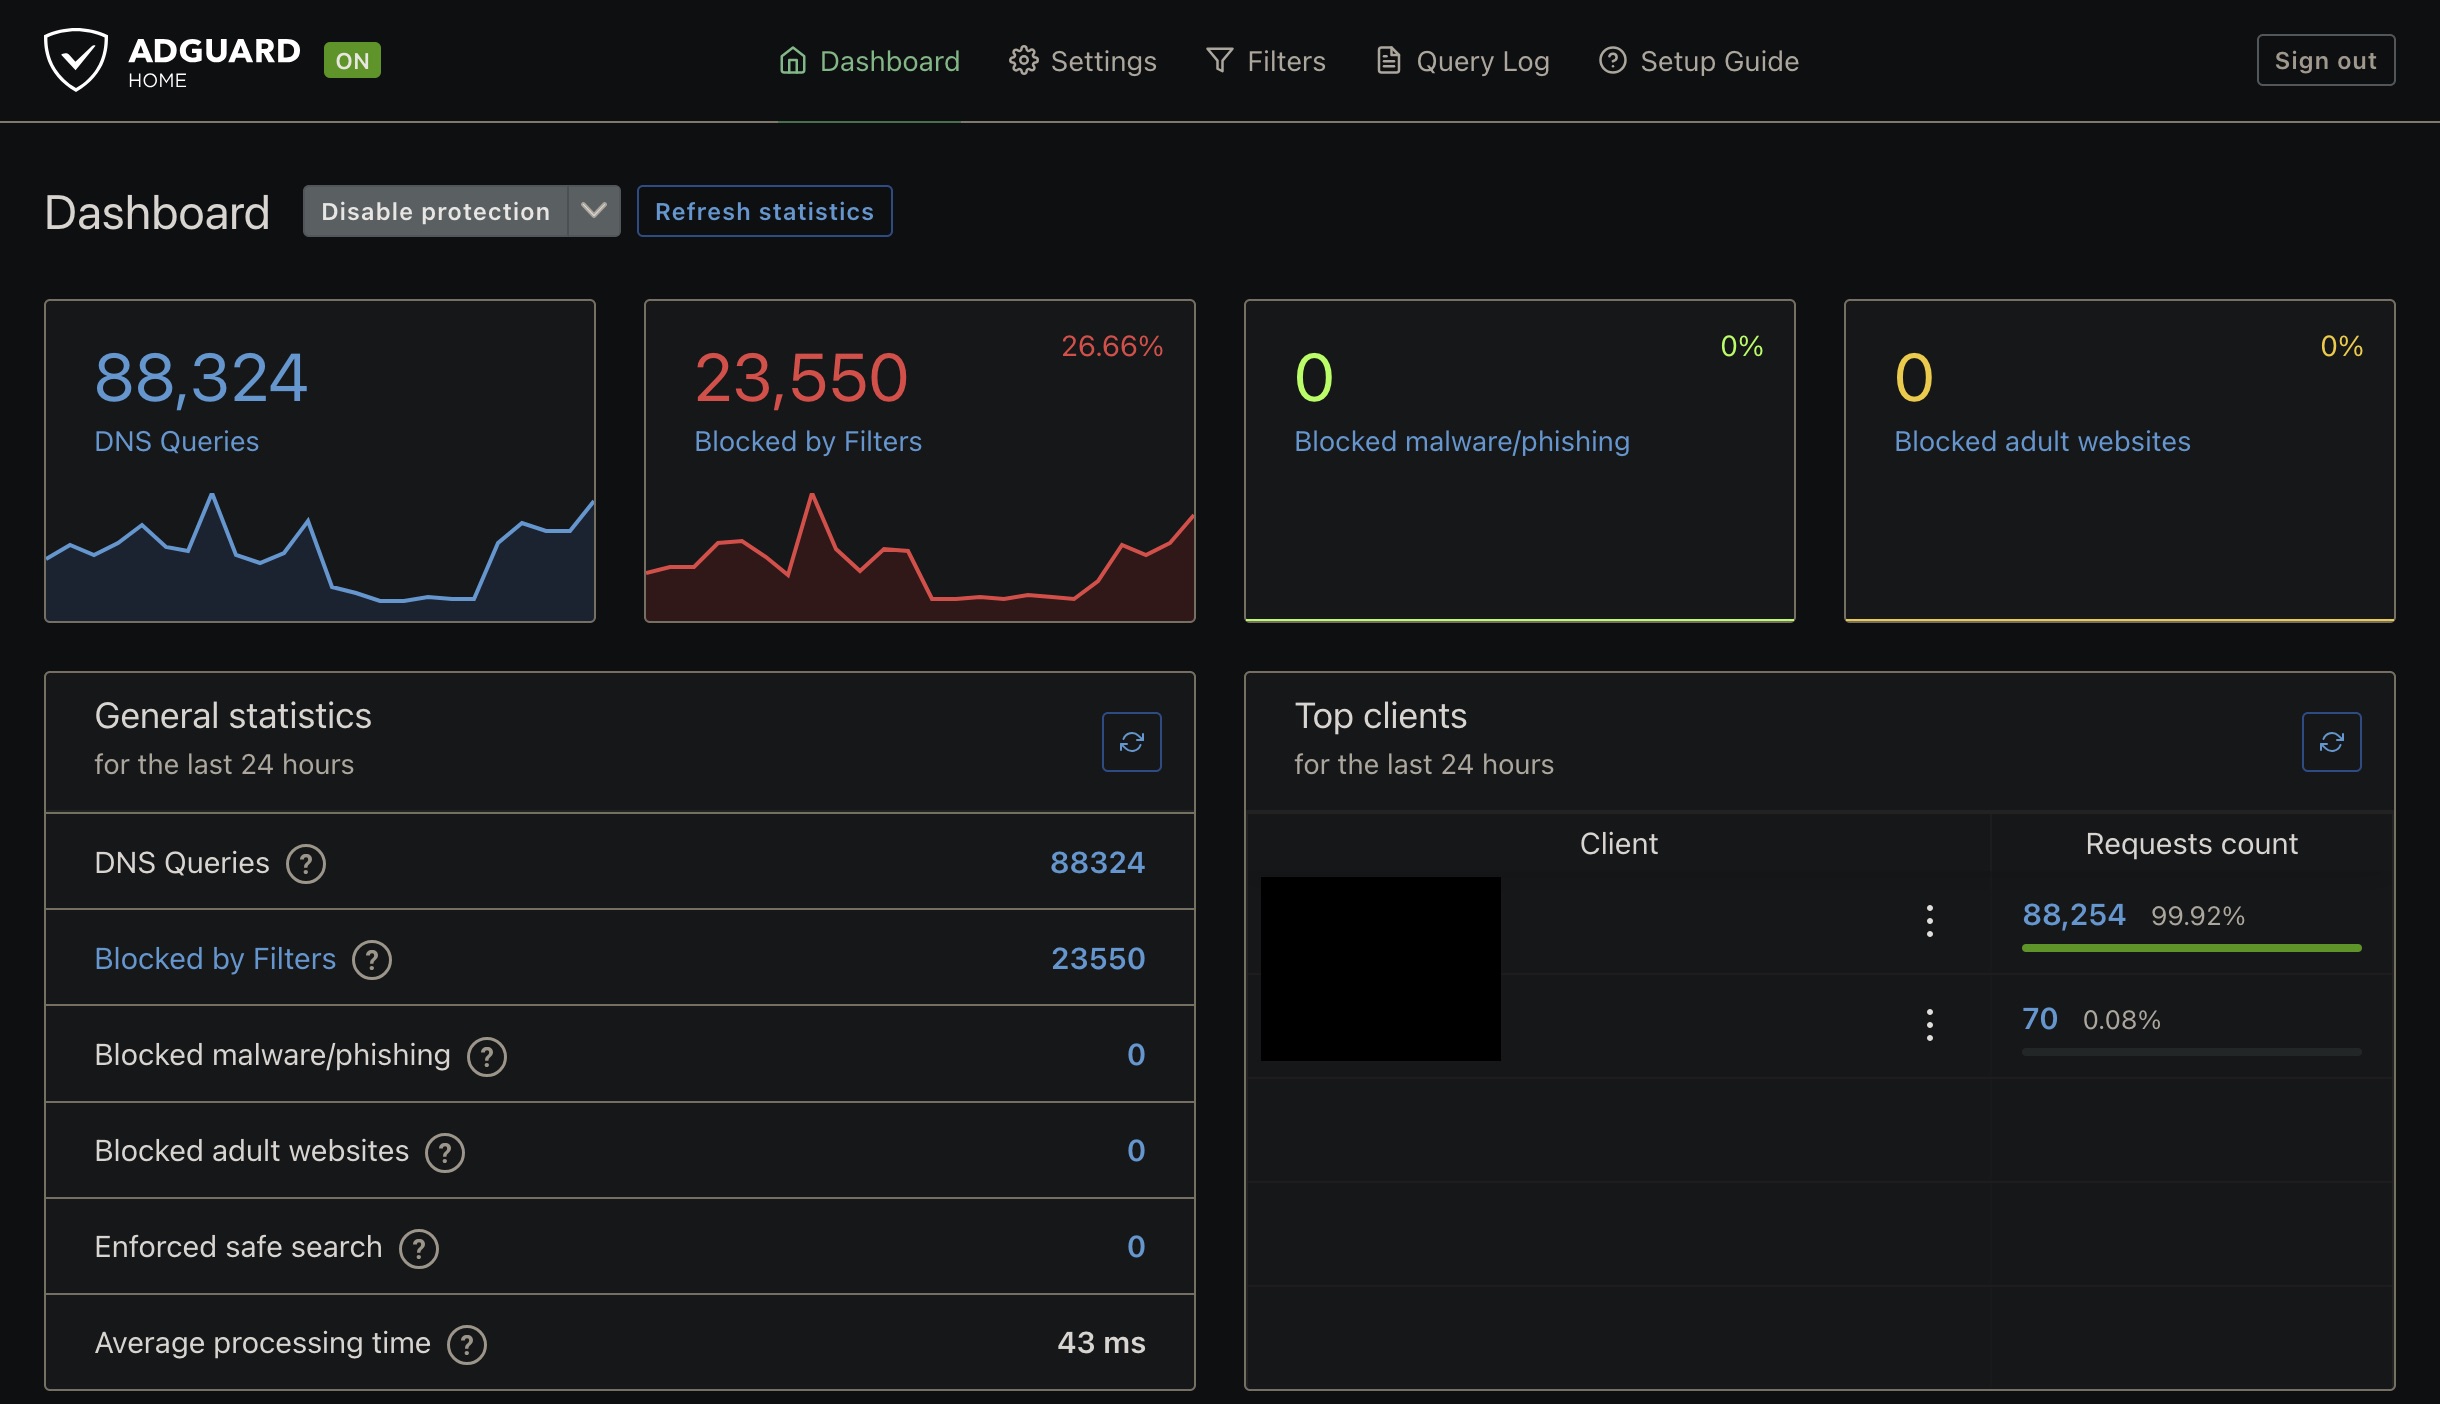 ADGUARD
HOME
ON
Dashboard
Settings
Filters
Query Log
Setup Guide
Sign out
Dashboard
Disable protection
Refresh statistics
88,324
DNS Queries
26.66%
23,550
Blocked by Filters
0%
0
Blocked malware/phishing
0%
0
Blocked adult websites
General statistics
for the last 24 hours
DNS Queries ? 88324
Blocked by Filters ? 23550
Blocked malware/phishing ? 0
Blocked adult websites ? 0
Enforced safe search ? 0
Average processing time ? 43 ms
Top clients
for the last 24 hours
Client Requests count
88,254 99.92%
70 0.08%